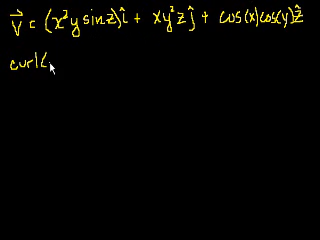 v⃗ = (x²y sin z)î + xy²z ĵ + cos(x)cos(y)ẑ
curl(